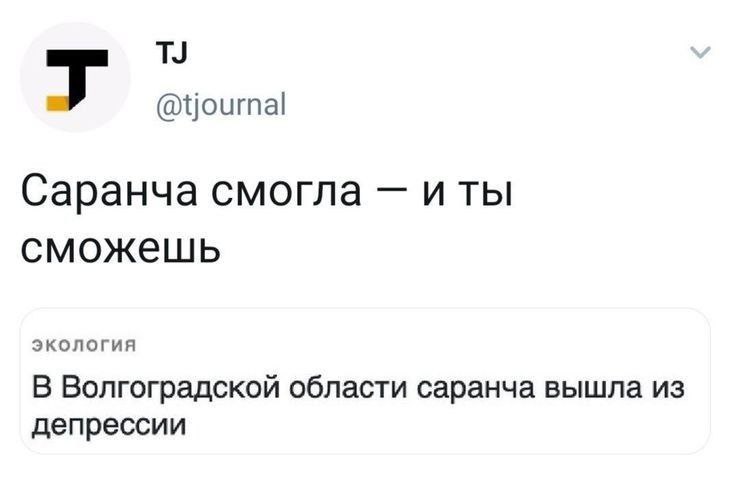 TJ
@tjournal
Саранча смогла — и ты
сможешь
экология
В Волгоградской области саранча вышла из
депрессии